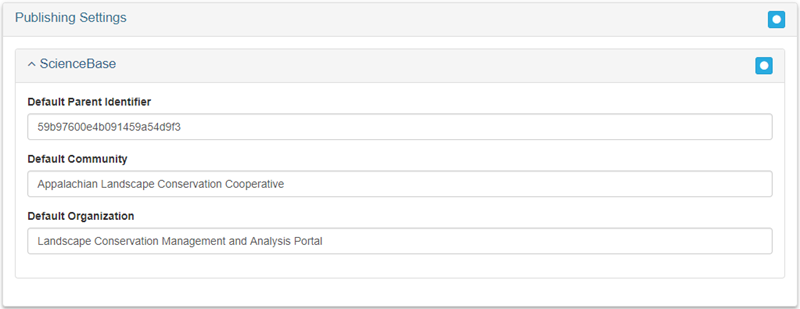 Publishing Settings
ScienceBase
Default Parent Identifier
59b97600e4b091459a54d9f3
Default Community
Appalachian Landscape Conservation Cooperative
Default Organization
Landscape Conservation Management and Analysis Portal